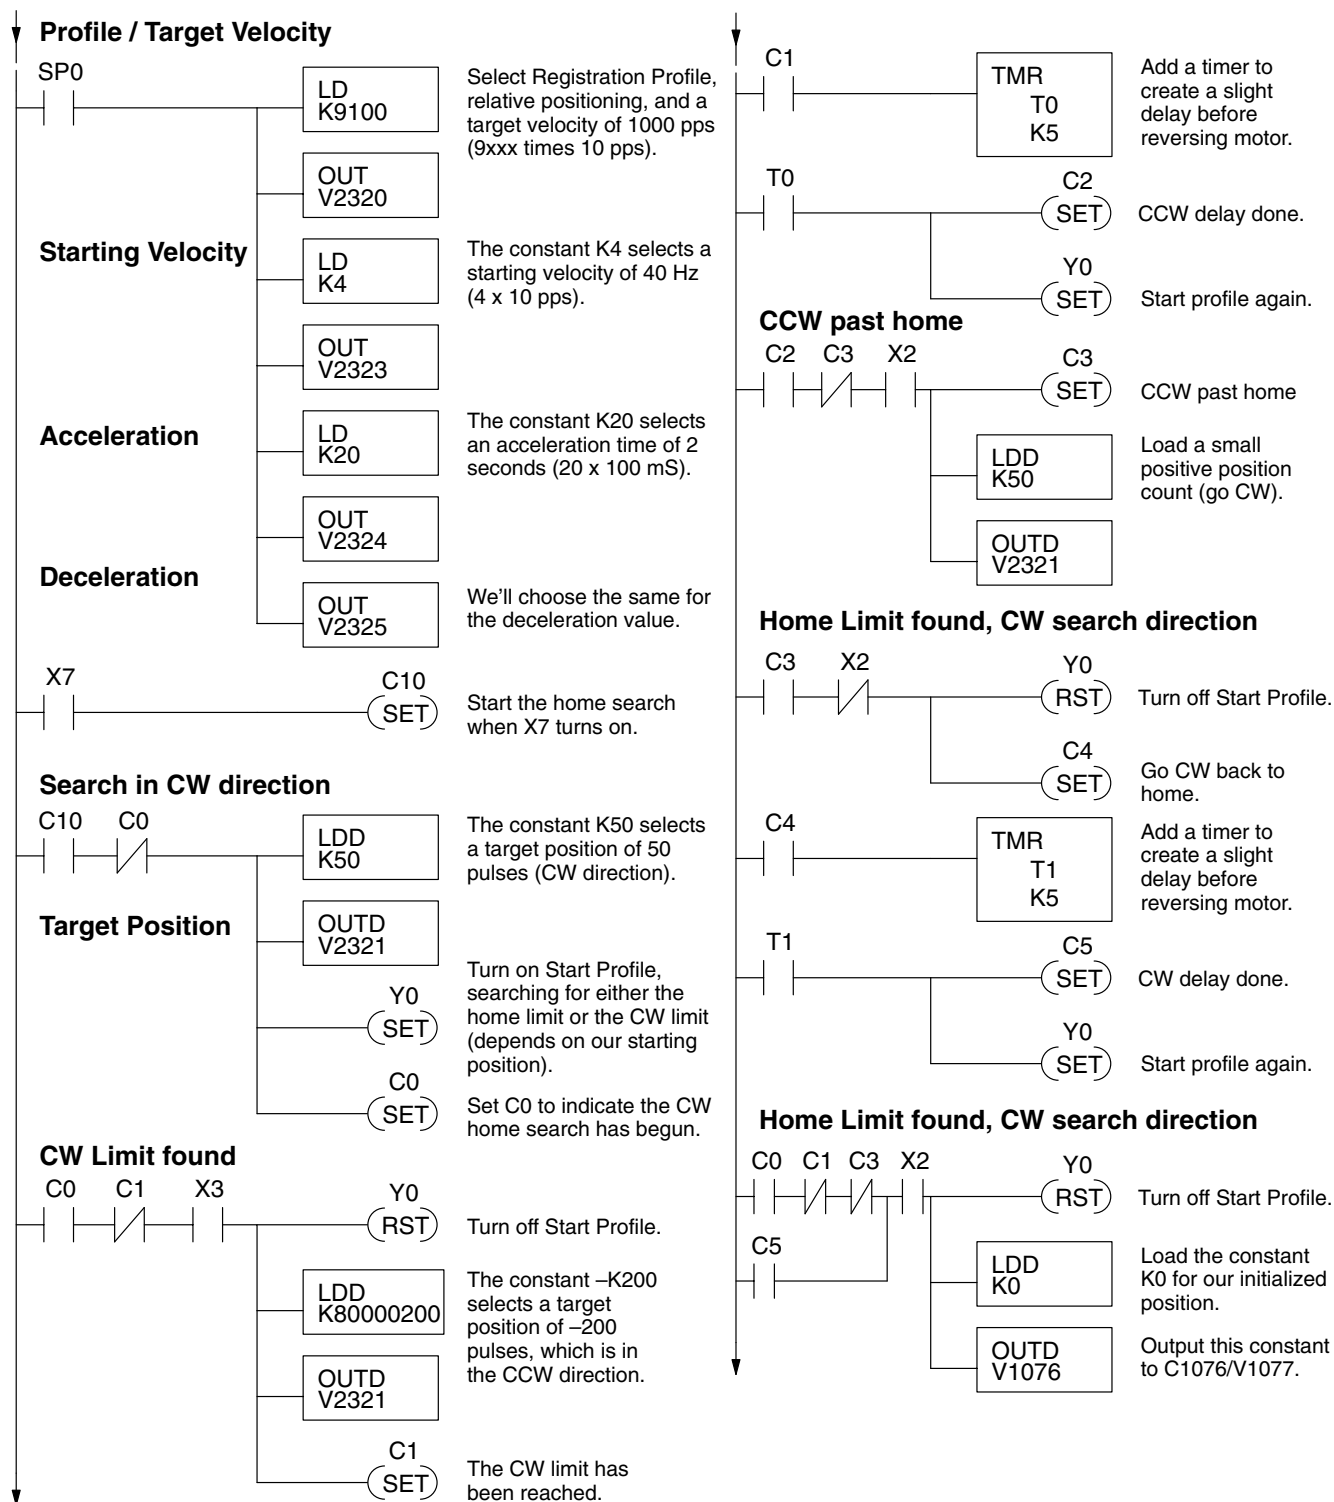 Profile / Target Velocity
SP0
LD
K9100
Select Registration Profile,
relative positioning, and a
target velocity of 1000 pps
(9xxx times 10 pps).
OUT
V2320
Starting Velocity
LD
K4
The constant K4 selects a
starting velocity of 40 Hz
(4 x 10 pps).
OUT
V2323
Acceleration
LD
K20
The constant K20 selects
an acceleration time of 2
seconds (20 x 100 mS).
OUT
V2324
Deceleration
OUT
V2325
We'll choose the same for
the deceleration value.
X7
C10
SET
Start the home search
when X7 turns on.
Search in CW direction
C10 C0
LDD
K50
The constant K50 selects
a target position of 50
pulses (CW direction).
Target Position
OUTD
V2321
Y0
SET
Turn on Start Profile,
searching for either the
home limit or the CW limit
(depends on our starting
position).
C0
SET
Set C0 to indicate the CW
home search has begun.
CW Limit found
C0 C1 X3
Y0
RST
Turn off Start Profile.
LDD
K80000200
The constant –K200
selects a target
position of –200
pulses, which is in
the CCW direction.
OUTD
V2321
C1
SET
The CW limit has
been reached.
C1
TMR
T0
K5
Add a timer to
create a slight
delay before
reversing motor.
T0
C2
SET
CCW delay done.
Y0
SET
Start profile again.
CCW past home
C2 C3 X2
C3
SET
CCW past home
LDD
K50
Load a small
positive position
count (go CW).
OUTD
V2321
Home Limit found, CW search direction
C3 X2
Y0
RST
Turn off Start Profile.
C4
SET
Go CW back to
home.
C4
TMR
T1
K5
Add a timer to
create a slight
delay before
reversing motor.
T1
C5
SET
CW delay done.
Y0
SET
Start profile again.
Home Limit found, CW search direction
C0 C1 C3 X2
Y0
RST
Turn off Start Profile.
C5
LDD
K0
Load the constant
K0 for our initialized
position.
OUTD
V1076
Output this constant
to C1076/V1077.